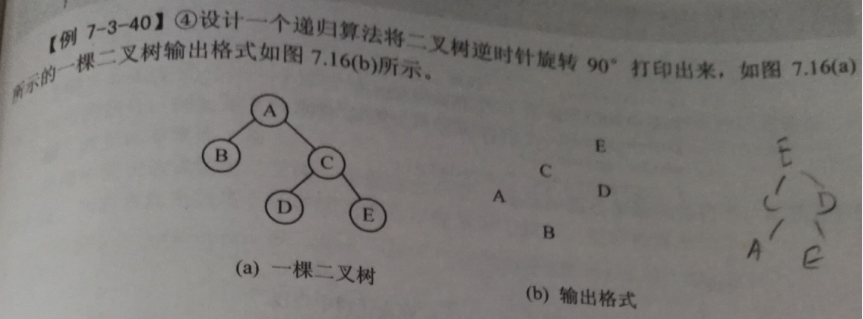 【例 7-3-40】④设计一个递归算法将二叉树逆时针旋转 90° 打印出来，如图 7.16(a)
所示的一棵二叉树输出格式如图 7.16(b)所示。
A
B C
D E
E
C
A D
B
E
C D
A E
(a) 一棵二叉树
(b) 输出格式